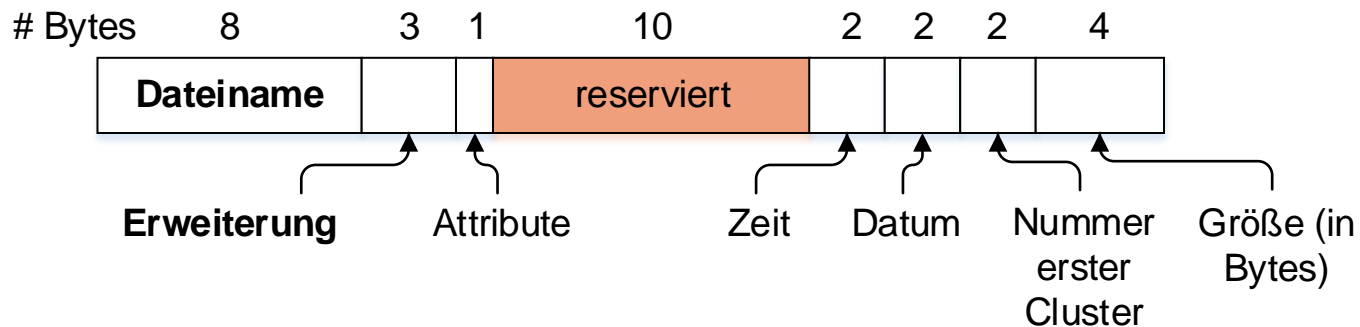 # Bytes 8 3 1 10 2 2 2 4
Dateiname reserviert
Erweiterung Attribute Zeit Datum Nummer erster Cluster Größe (in Bytes)